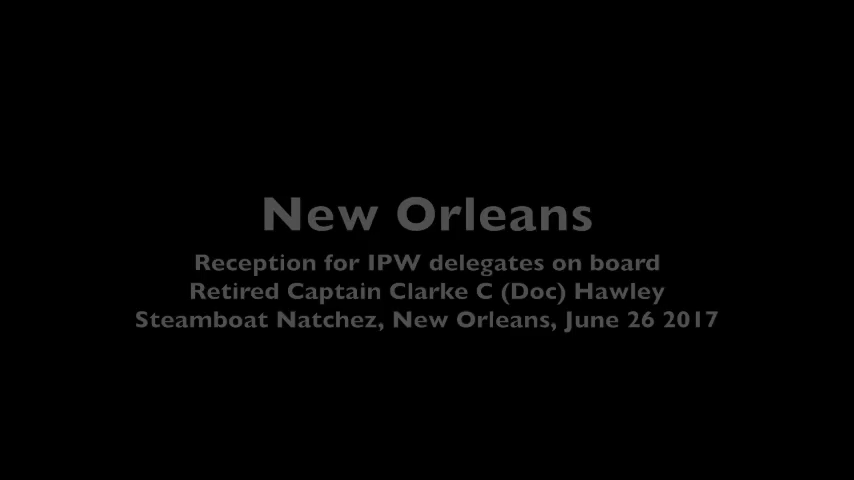 New Orleans
Reception for IPW delegates on board
Retired Captain Clarke C (Doc) Hawley
Steamboat Natchez, New Orleans, June 26 2017